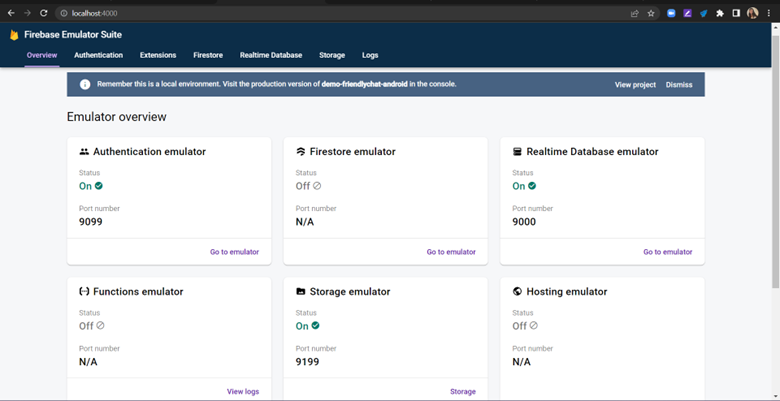 localhost:4000
Firebase Emulator Suite
Overview Authentication Extensions Firestore Realtime Database Storage Logs
Remember this is a local environment. Visit the production version of demo-friendlychat-android in the console. View project Dismiss
Emulator overview
Authentication emulator
Status
On
Port number
9099
Go to emulator
Firestore emulator
Status
Off
Port number
N/A
Go to emulator
Realtime Database emulator
Status
On
Port number
9000
Go to emulator
Functions emulator
Status
Off
Port number
N/A
View logs
Storage emulator
Status
On
Port number
9199
Storage
Hosting emulator
Status
Off
Port number
N/A